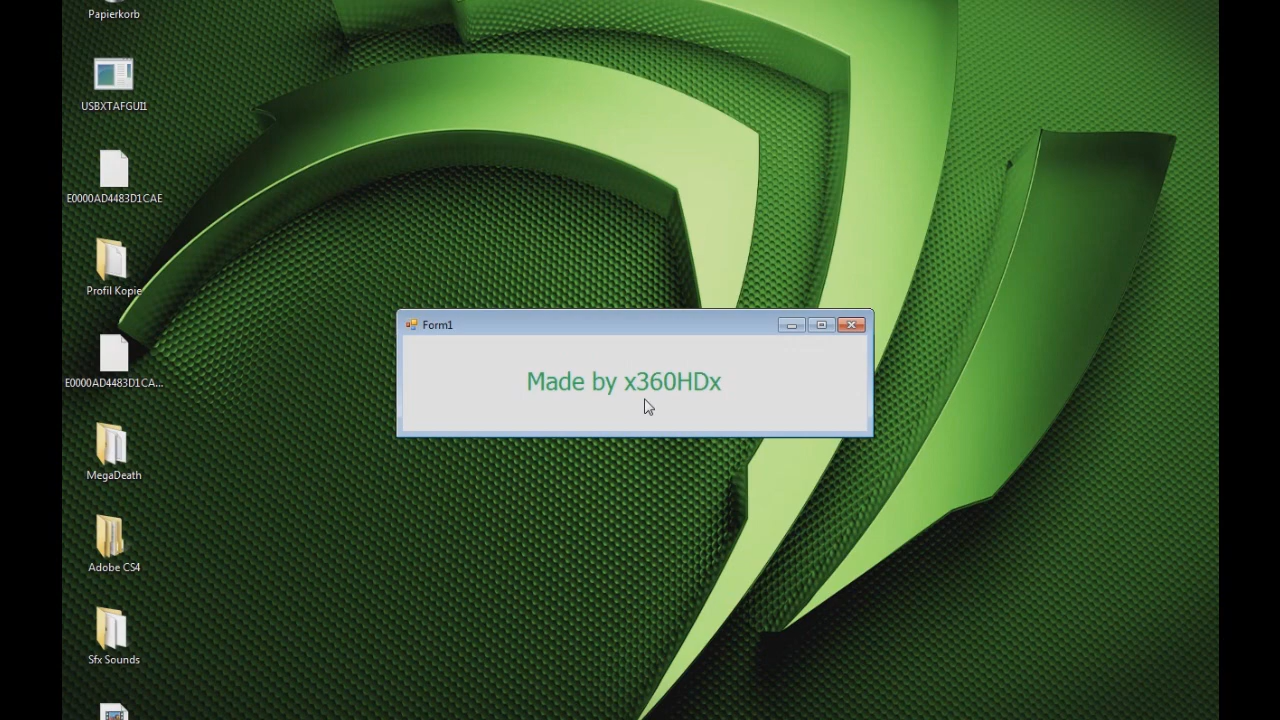 Papierkorb
USBXTAFGUI1
E0000AD4483D1CAE
Profil Kopie
E0000AD4483D1CA...
MegaDeath
Adobe CS4
Sfx Sounds
Form1
Made by x360HDx